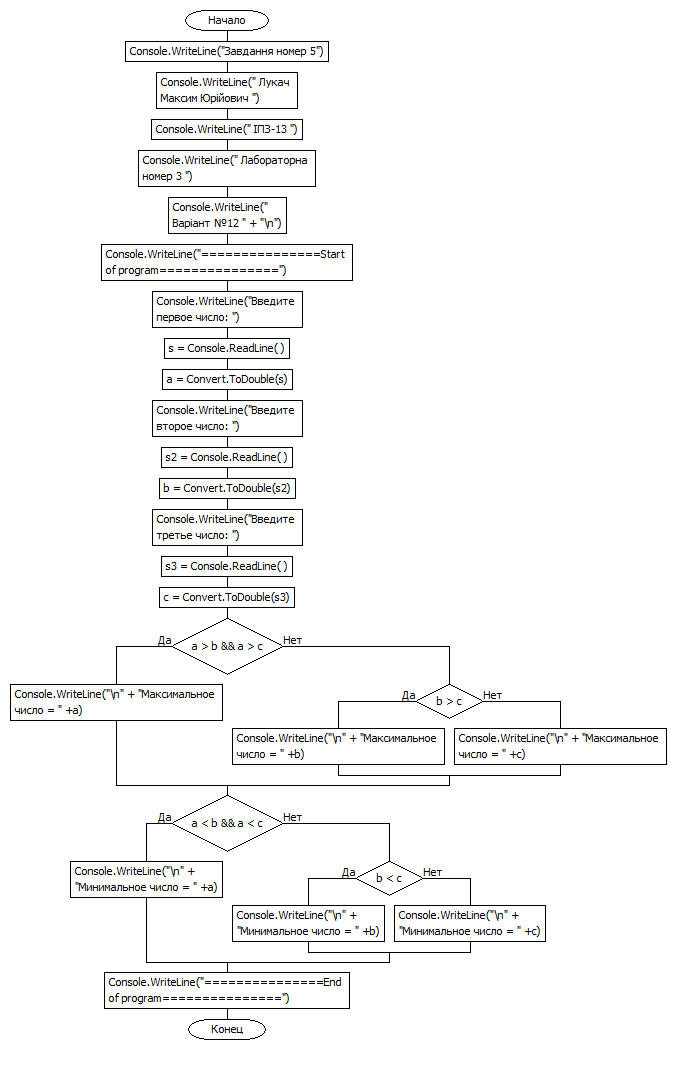 Начало
Console.WriteLine("Завдання номер 5")
Console.WriteLine(" Лукач
Максим Юрійович ")
Console.WriteLine(" ІПЗ-13 ")
Console.WriteLine(" Лабораторна
номер 3 ")
Console.WriteLine("
Варіант №12 " + "\n")
Console.WriteLine("===============Start
of program===============")
Console.WriteLine("Введите
первое число: ")
s = Console.ReadLine( )
a = Convert.ToDouble(s)
Console.WriteLine("Введите
второе число: ")
s2 = Console.ReadLine( )
b = Convert.ToDouble(s2)
Console.WriteLine("Введите
третье число: ")
s3 = Console.ReadLine( )
c = Convert.ToDouble(s3)
Да
a > b && a > c
Нет
Console.WriteLine("\n" + "Максимальное
число = " +a)
Да
b > c
Нет
Console.WriteLine("\n" + "Максимальное
число = " +b)
Console.WriteLine("\n" + "Максимальное
число = " +c)
Да
a < b && a < c
Нет
Console.WriteLine("\n" +
"Минимальное число = " +a)
Да
b < c
Нет
Console.WriteLine("\n" +
"Минимальное число = " +b)
Console.WriteLine("\n" +
"Минимальное число = " +c)
Console.WriteLine("===============End
of program===============")
Конец